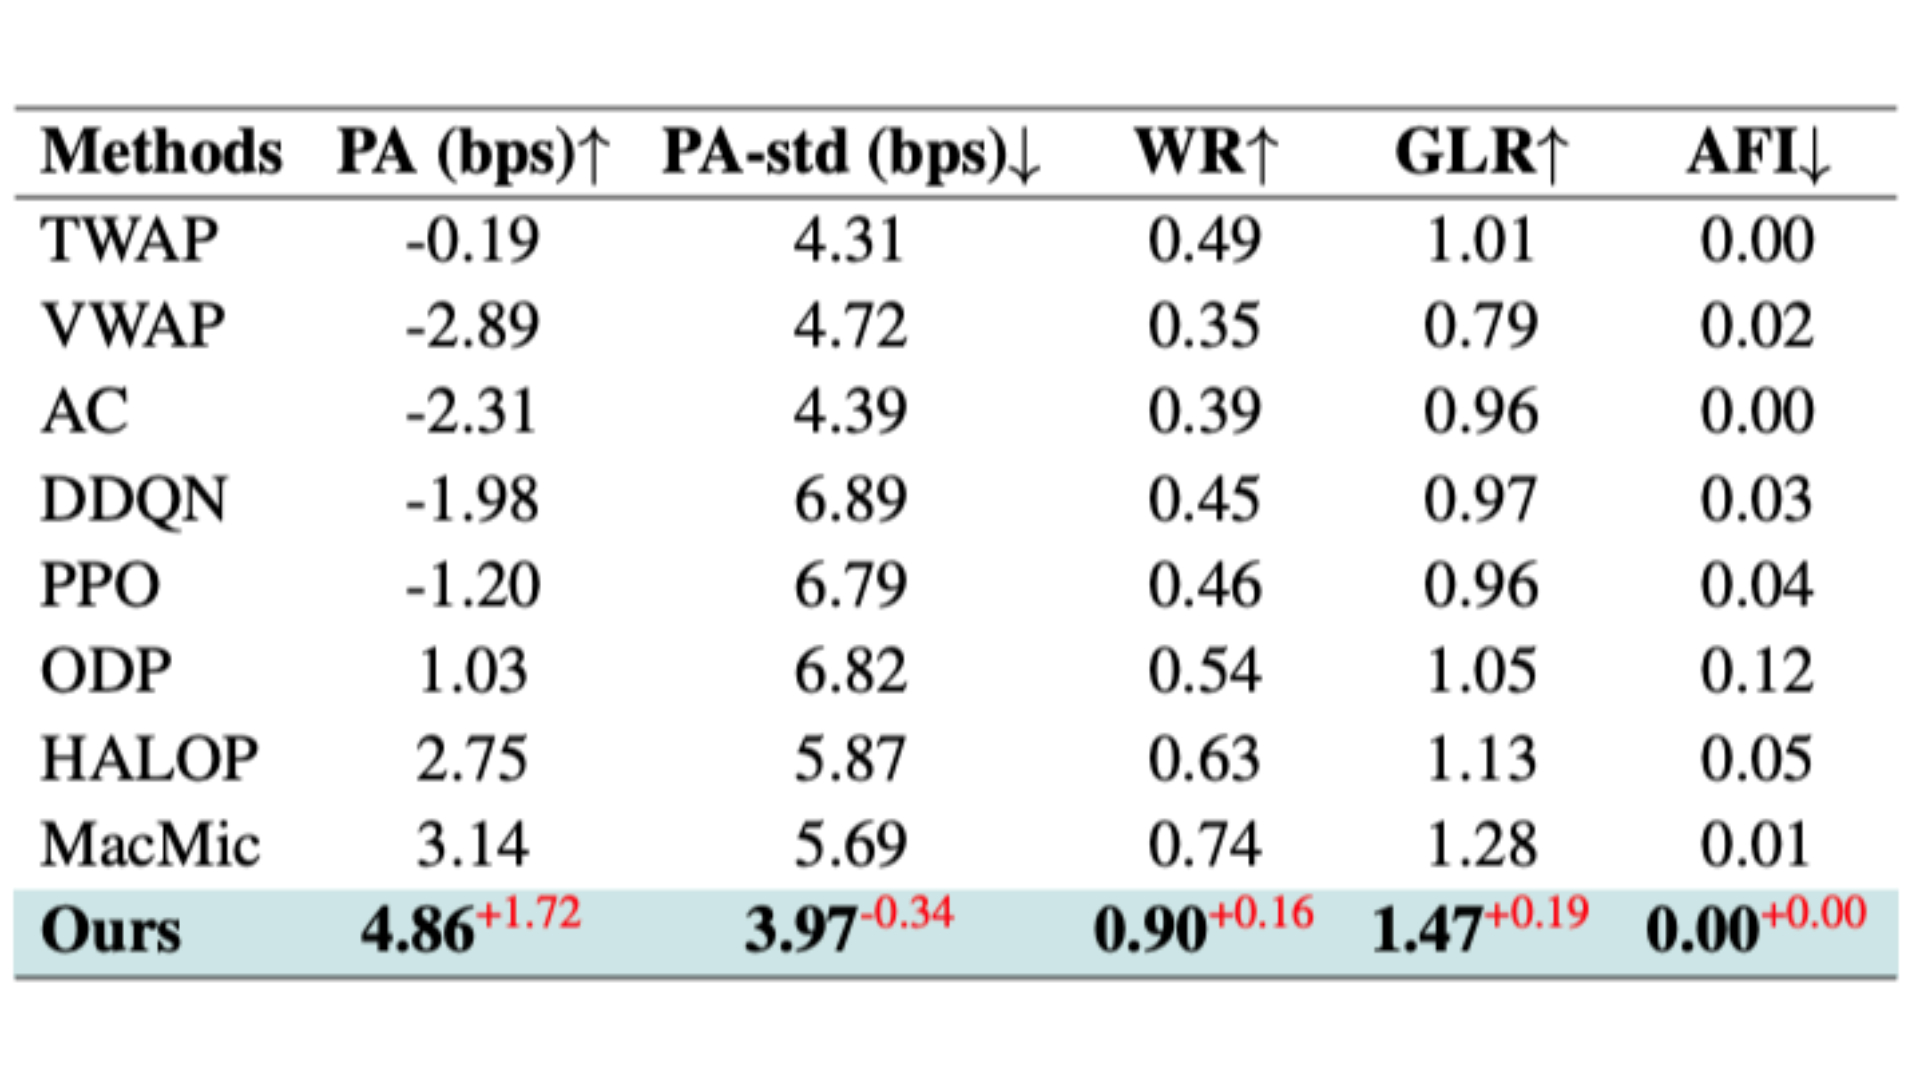 Methods PA (bps)↑ PA-std (bps)↓ WR↑ GLR↑ AFI↓
TWAP -0.19 4.31 0.49 1.01 0.00
VWAP -2.89 4.72 0.35 0.79 0.02
AC -2.31 4.39 0.39 0.96 0.00
DDQN -1.98 6.89 0.45 0.97 0.03
PPO -1.20 6.79 0.46 0.96 0.04
ODP 1.03 6.82 0.54 1.05 0.12
HALOP 2.75 5.87 0.63 1.13 0.05
MacMic 3.14 5.69 0.74 1.28 0.01
Ours 4.86+1.72 3.97-0.34 0.90+0.16 1.47+0.19 0.00+0.00